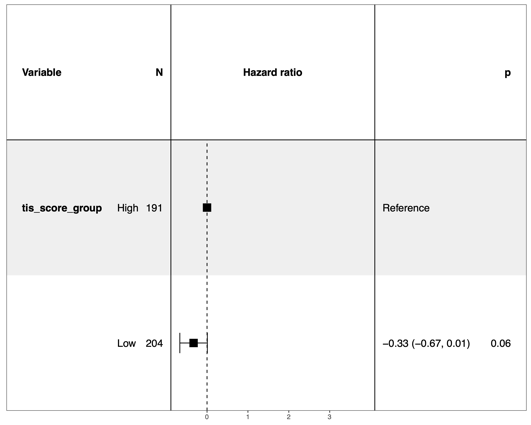 Variable N Hazard ratio p
tis_score_group High 191 Reference
Low 204 −0.33 (−0.67, 0.01) 0.06
0 1 2 3